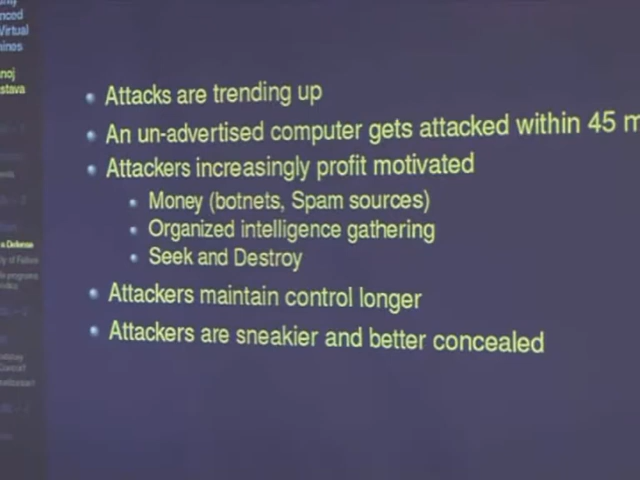 Virtual
Attacks are trending up
An un-advertised computer gets attacked within 45 m
Attackers increasingly profit motivated
Money (botnets, Spam sources)
Organized intelligence gathering
Seek and Destroy
Attackers maintain control longer
Attackers are sneakier and better concealed